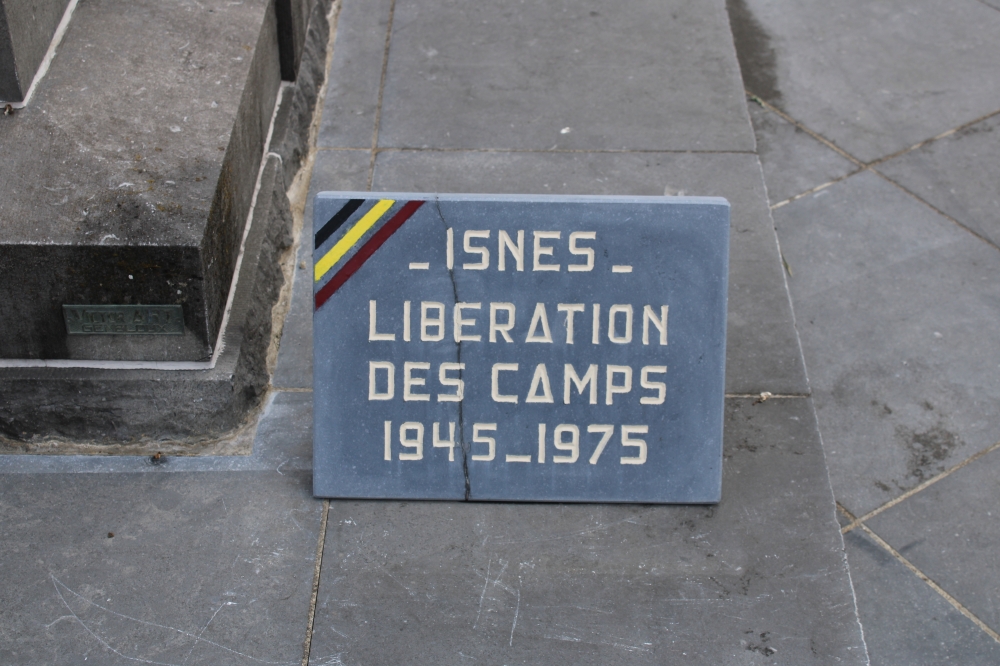 _ISNES_
LIBERATION
DES CAMPS
1945_1975